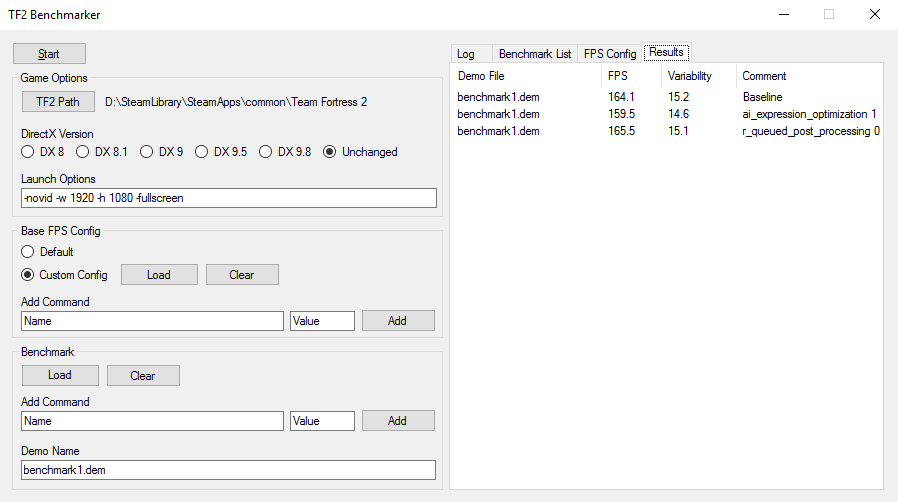 TF2 Benchmarker
Start
Game Options
TF2 Path D:\SteamLibrary\SteamApps\common\Team Fortress 2
DirectX Version
DX 8 DX 8.1 DX 9 DX 9.5 DX 9.8 Unchanged
Launch Options
-novid -w 1920 -h 1080 -fullscreen
Base FPS Config
Default
Custom Config Load Clear
Add Command
Name Value Add
Benchmark
Load Clear
Add Command
Name Value Add
Demo Name
benchmark1.dem
Log Benchmark List FPS Config Results
Demo File FPS Variability Comment
benchmark1.dem 164.1 15.2 Baseline
benchmark1.dem 159.5 14.6 ai_expression_optimization 1
benchmark1.dem 165.5 15.1 r_queued_post_processing 0